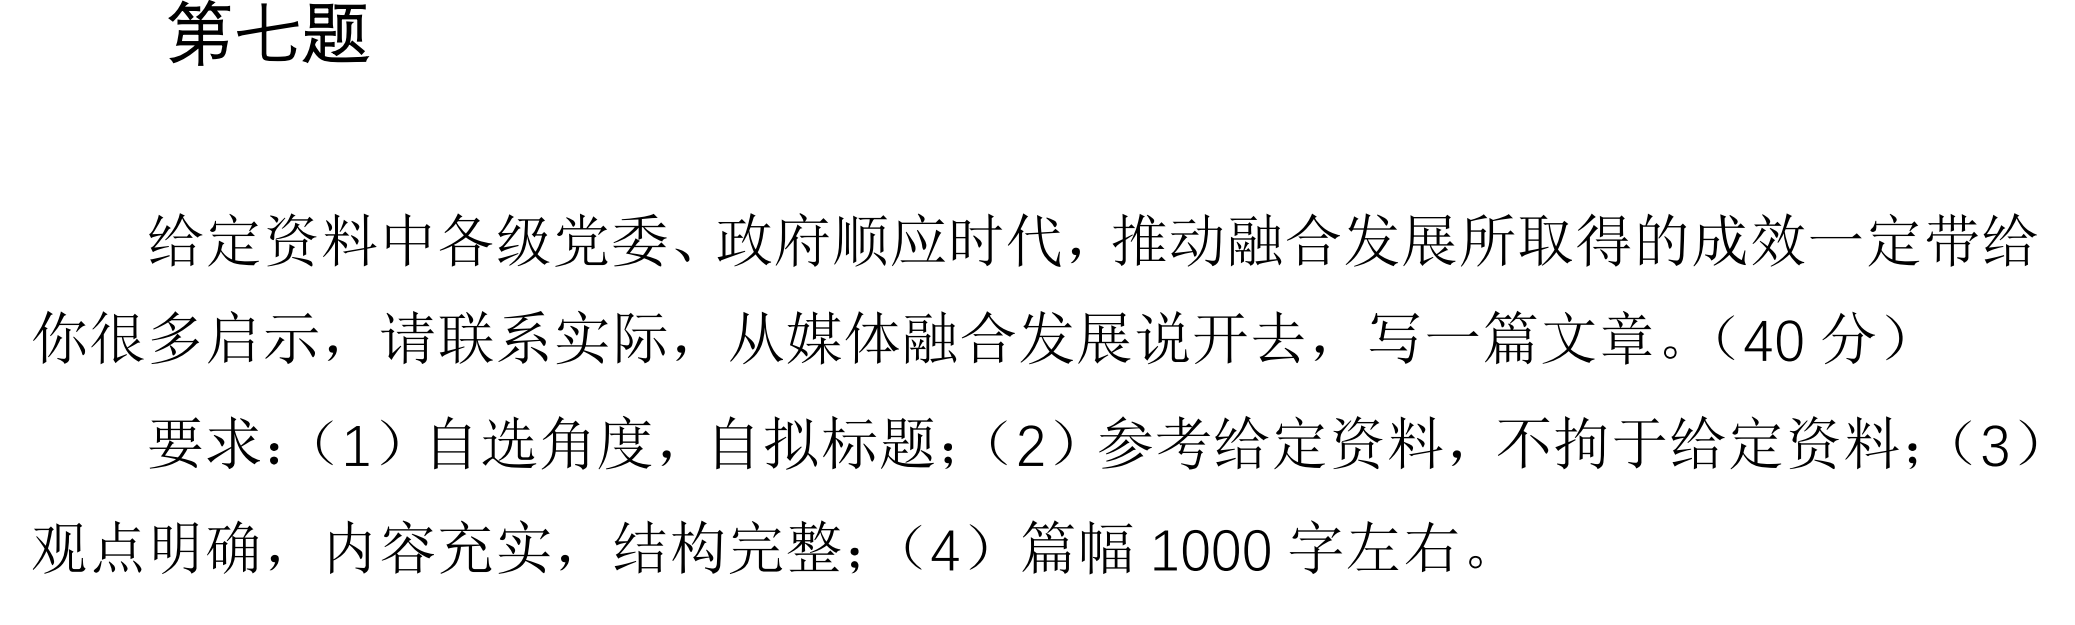 第七题
给定资料中各级党委、政府顺应时代，推动融合发展所取得的成效一定带给
你很多启示，请联系实际，从媒体融合发展说开去，写一篇文章。（40 分）
要求：（1）自选角度，自拟标题；（2）参考给定资料，不拘于给定资料；（3）
观点明确，内容充实，结构完整；（4）篇幅 1000 字左右。